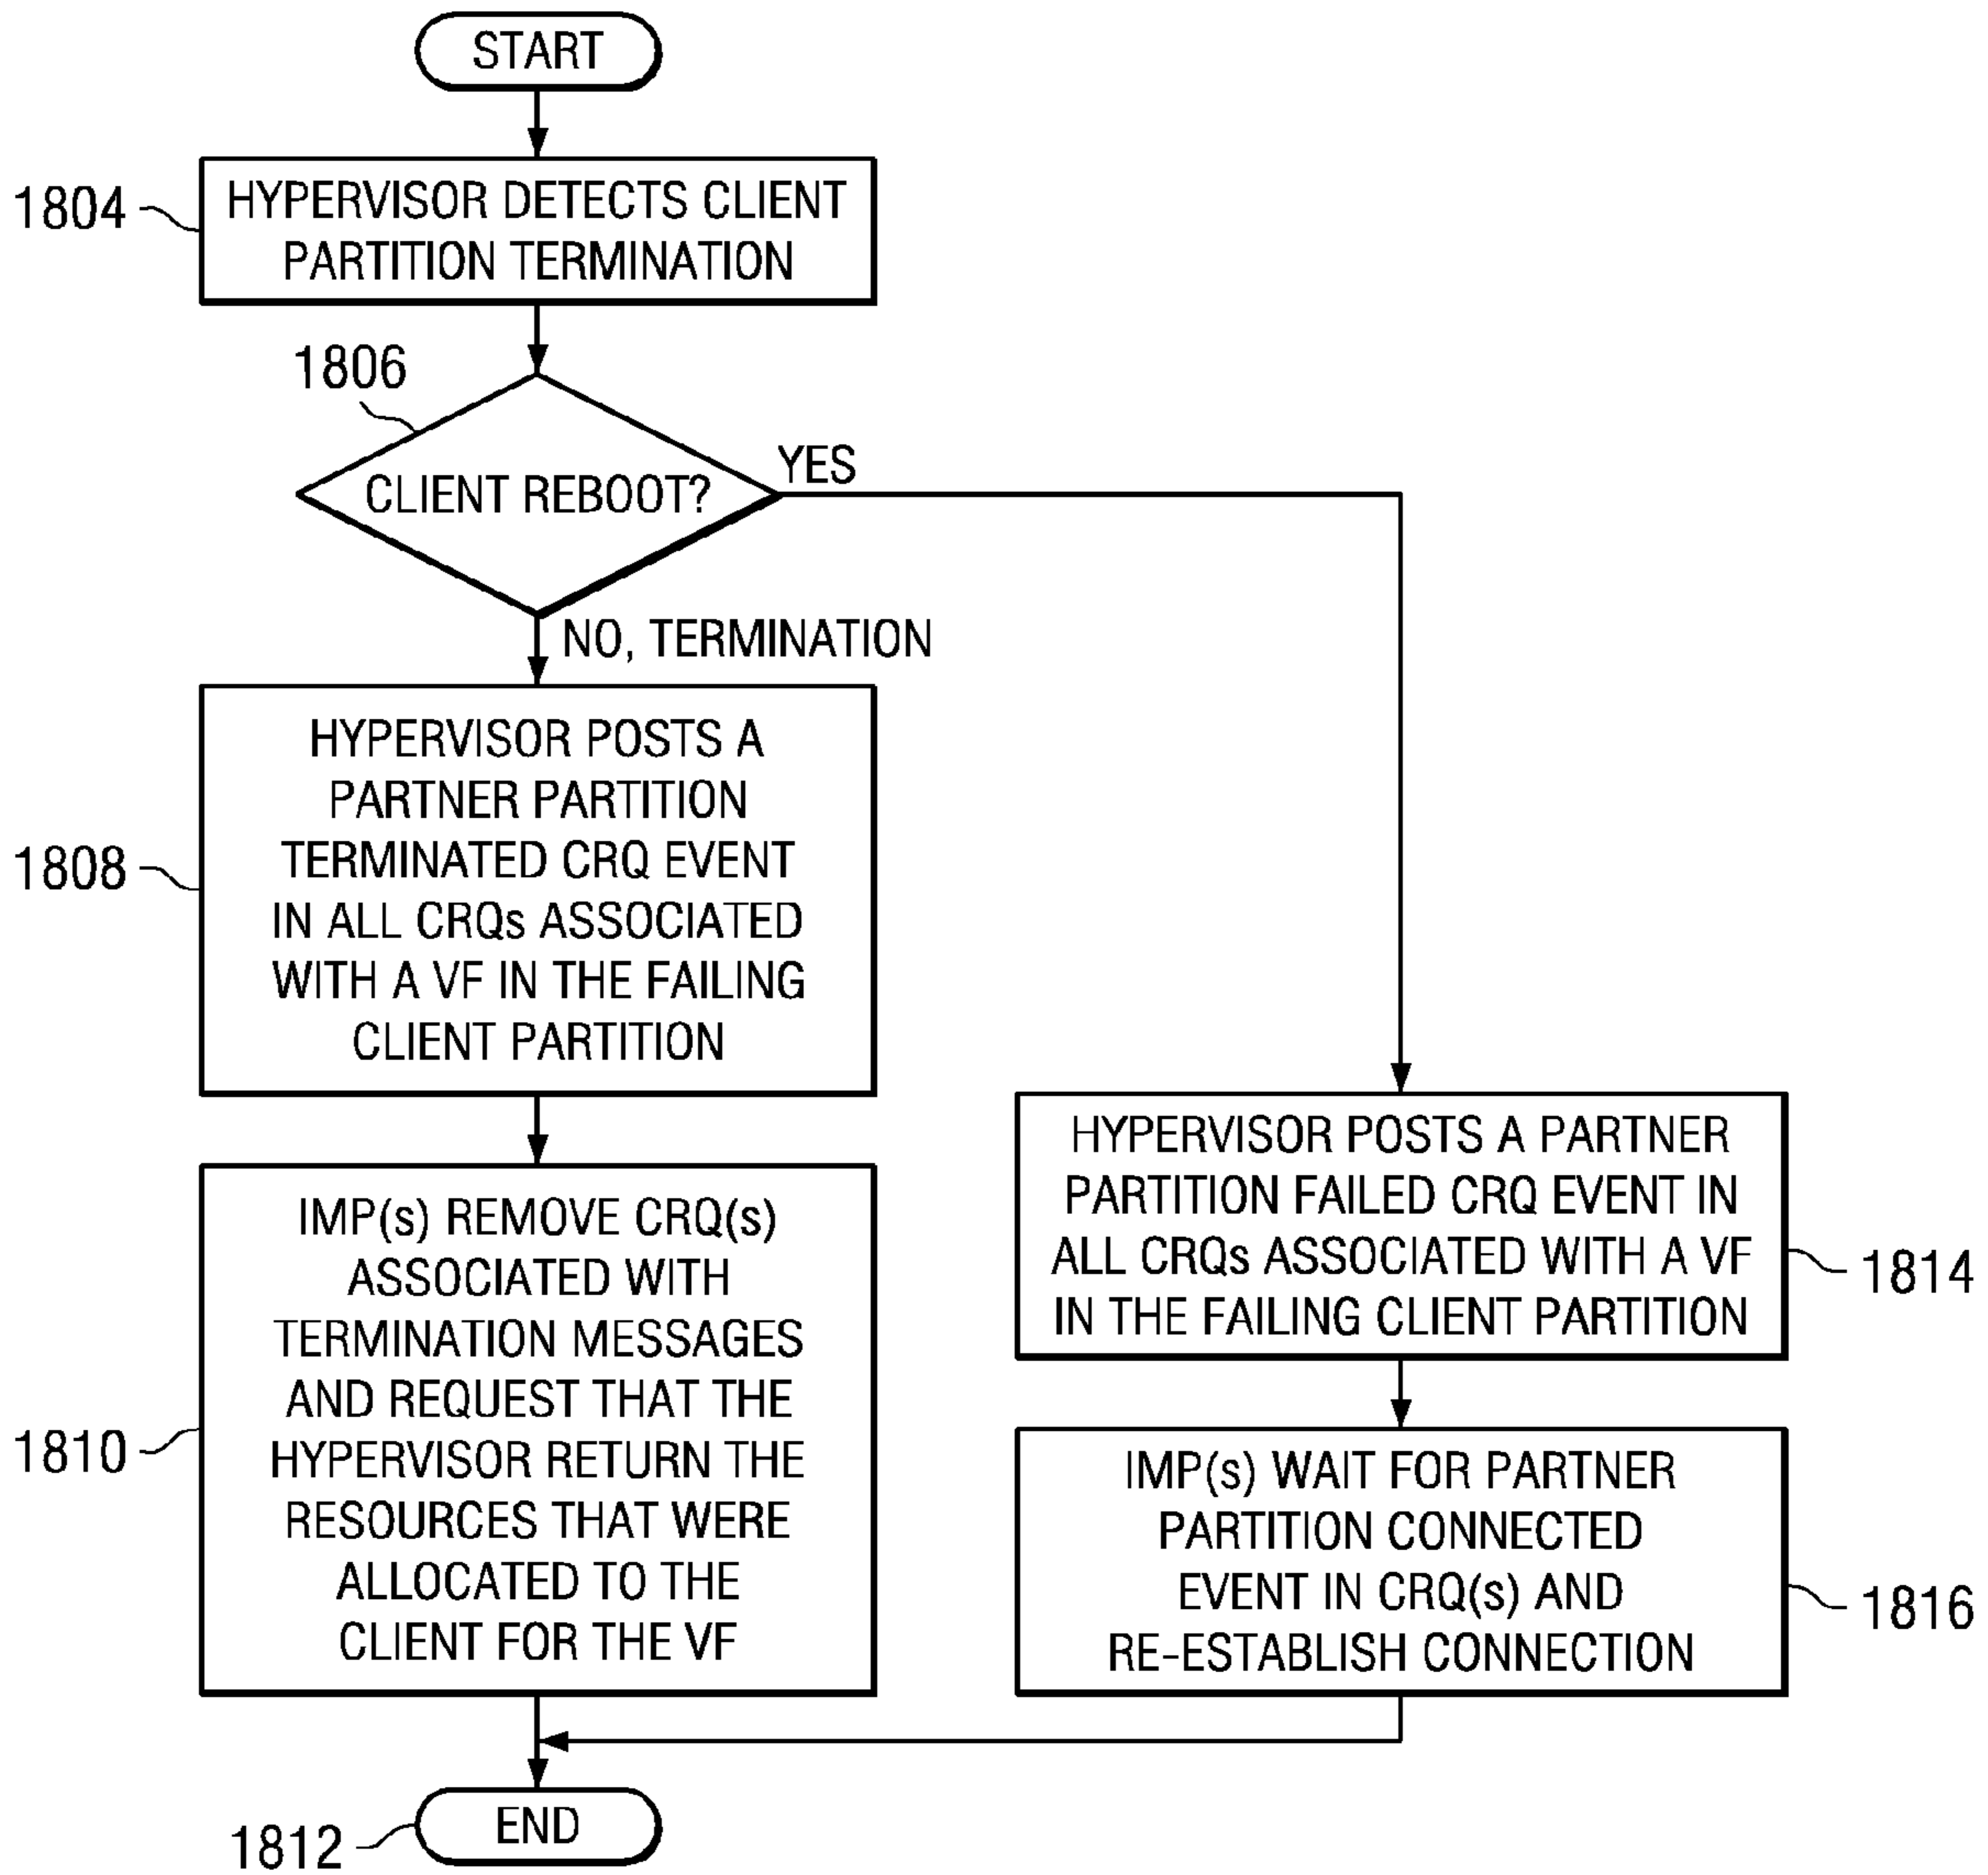 START
1804
HYPERVISOR DETECTS CLIENT
PARTITION TERMINATION
1806
CLIENT REBOOT?
YES
NO, TERMINATION
1808
HYPERVISOR POSTS A
PARTNER PARTITION
TERMINATED CRQ EVENT
IN ALL CRQs ASSOCIATED
WITH A VF IN THE FAILING
CLIENT PARTITION
1810
IMP(s) REMOVE CRQ(s)
ASSOCIATED WITH
TERMINATION MESSAGES
AND REQUEST THAT THE
HYPERVISOR RETURN THE
RESOURCES THAT WERE
ALLOCATED TO THE
CLIENT FOR THE VF
HYPERVISOR POSTS A PARTNER
PARTITION FAILED CRQ EVENT IN
ALL CRQs ASSOCIATED WITH A VF
IN THE FAILING CLIENT PARTITION
1814
IMP(s) WAIT FOR PARTNER
PARTITION CONNECTED
EVENT IN CRQ(s) AND
RE-ESTABLISH CONNECTION
1816
END
1812